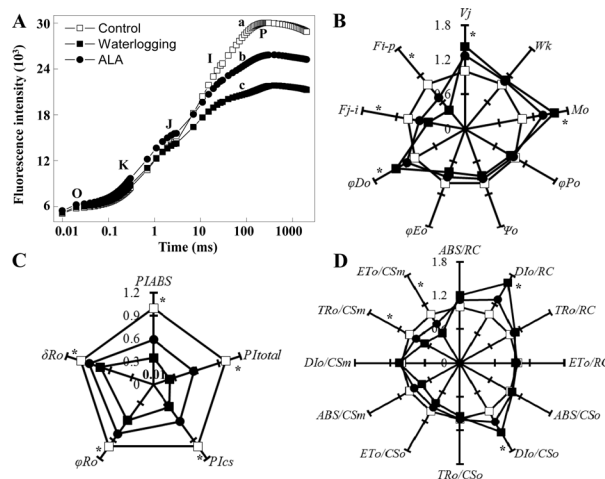 A
Fluorescence intensity (10³)
30
24
18
12
6
Control
Waterlogging
ALA
O
K
J
I
P
a
b
c
0.01
0.1
1
10
100
1000
Time (ms)
B
1.8
1.2
0.6
0
Vj
*
Wk
Mo
*
φPo
Ψo
φEo
φDo
*
Fj-i
*
Fi-p
*
C
1.2
0.9
0.6
0.3
0
0.01
PIABS
*
PItotal
*
PIcs
*
φRo
*
δRo
*
D
1.8
1.2
0
ABS/RC
DIo/RC
*
TRo/RC
ETo/RC
ABS/CSo
DIo/CSo
*
TRo/CSo
ETo/CSo
ABS/CSm
DIo/CSm
TRo/CSm
*
ETo/CSm
*